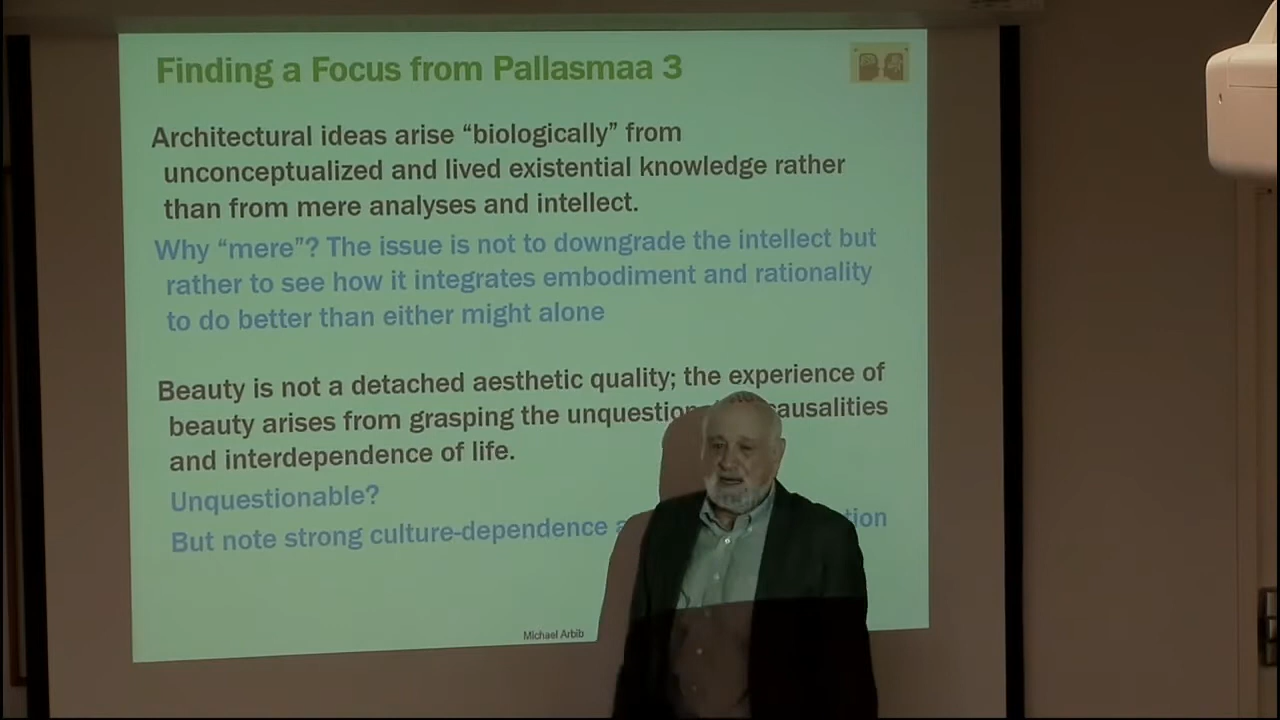 Finding a Focus from Pallasmaa 3
Architectural ideas arise “biologically” from
unconceptualized and lived existential knowledge rather
than from mere analyses and intellect.
Why “mere”? The issue is not to downgrade the intellect but
rather to see how it integrates embodiment and rationality
to do better than either might alone
Beauty is not a detached aesthetic quality; the experience of
beauty arises from grasping the causalities
and interdependence of life.
Unquestionable?
But note strong culture-dependence
Michael Arbib